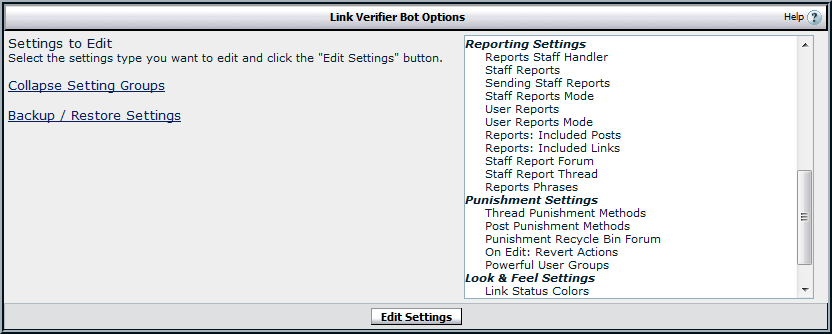 Link Verifier Bot Options
Help
Settings to Edit
Select the settings type you want to edit and click the "Edit Settings" button.
Collapse Setting Groups
Backup / Restore Settings
Reporting Settings
Reports Staff Handler
Staff Reports
Sending Staff Reports
Staff Reports Mode
User Reports
User Reports Mode
Reports: Included Posts
Reports: Included Links
Staff Report Forum
Staff Report Thread
Reports Phrases
Punishment Settings
Thread Punishment Methods
Post Punishment Methods
Punishment Recycle Bin Forum
On Edit: Revert Actions
Powerful User Groups
Look & Feel Settings
Link Status Colors
Edit Settings